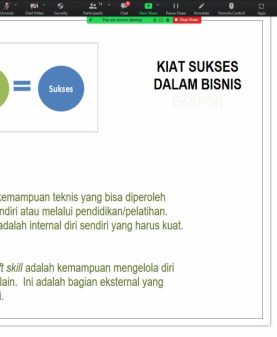 Unmute
Start Video
Security
Participants
24
Chat
New Share
Pause Share
Annotate
Remote Control
Apps
You are screen sharing
Stop Share
=
Sukses
KIAT SUKSES
DALAM BISNIS
EKSPOR
kemampuan teknis yang bisa diperoleh
ndiri atau melalui pendidikan/pelatihan.
adalah internal diri sendiri yang harus kuat.
ft skill adalah kemampuan mengelola diri
lain. Ini adalah bagian eksternal yang